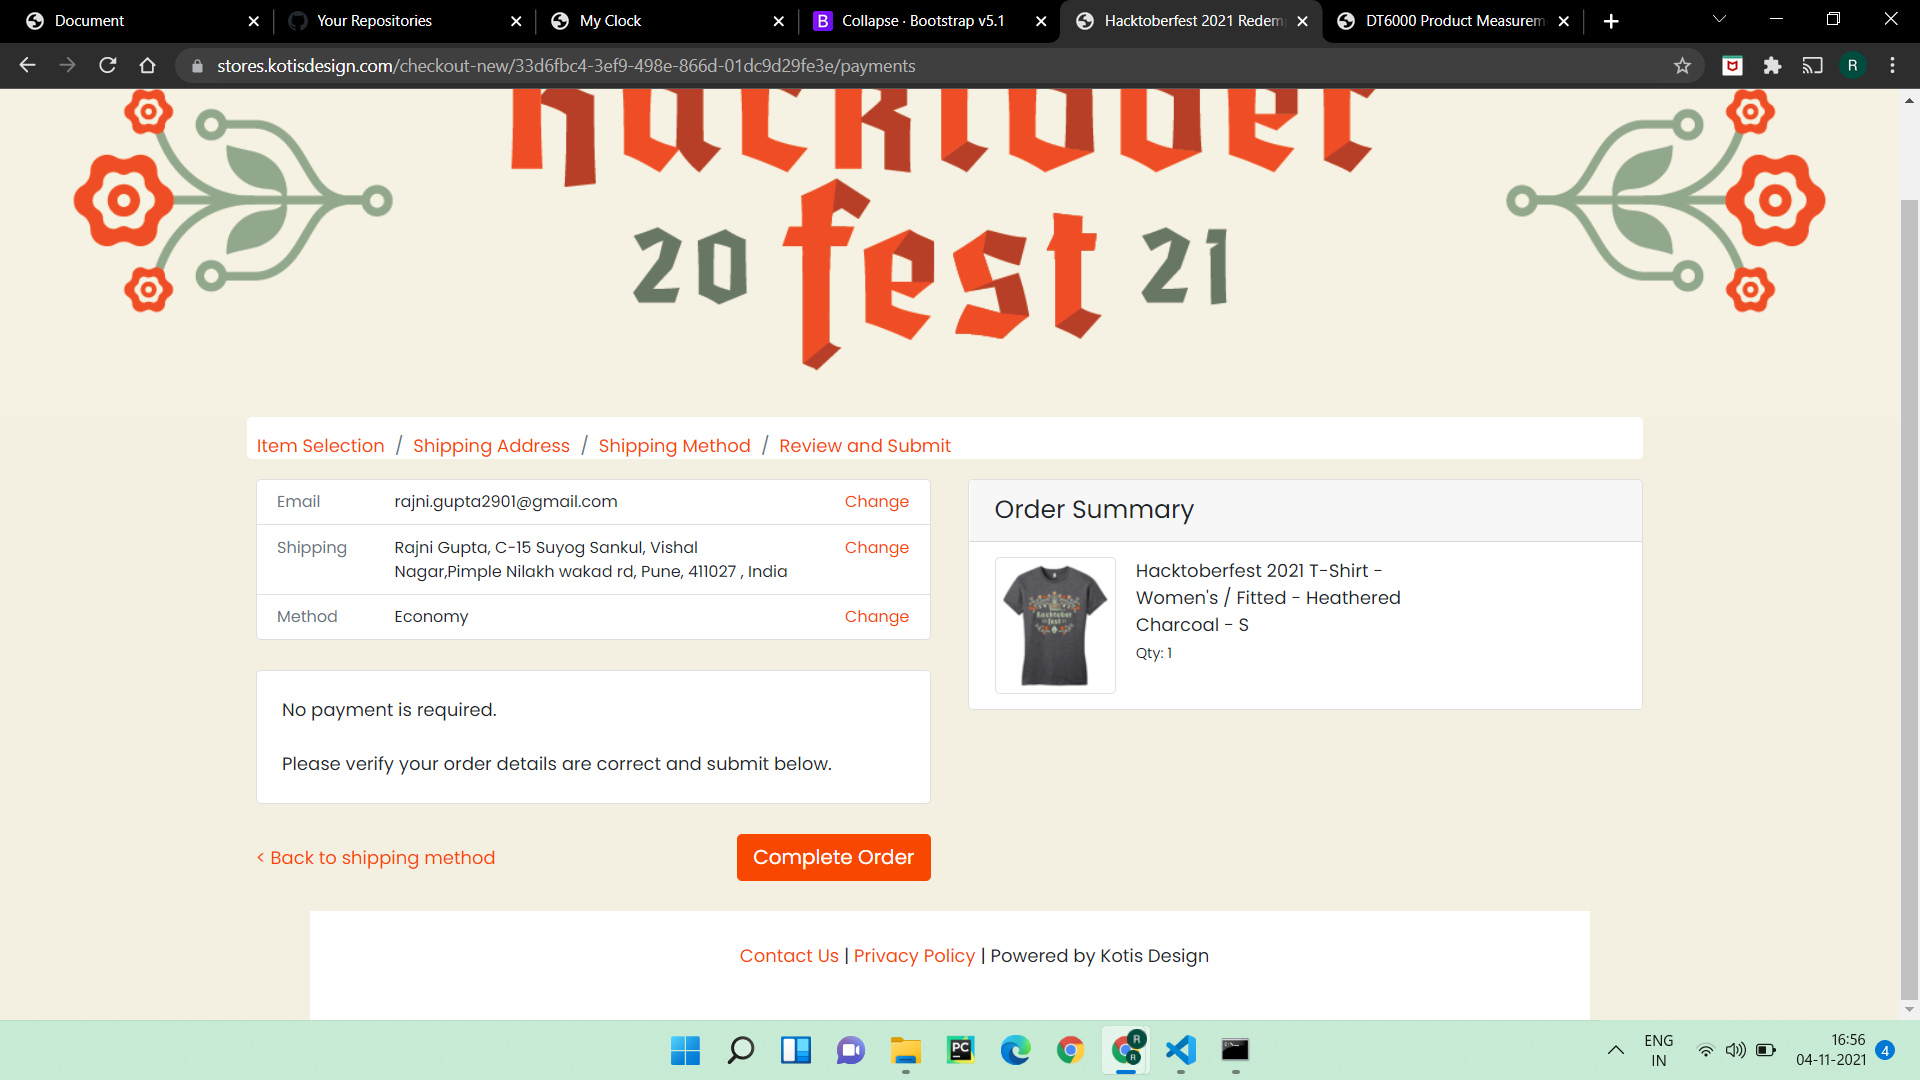 Document
Your Repositories
My Clock
B Collapse · Bootstrap v5.1
Hacktoberfest 2021 Redem
DT6000 Product Measurem
stores.kotisdesign.com/checkout-new/33d6fbc4-3ef9-498e-866d-01dc9d29fe3e/payments
R
Hacktober
20 fest 21
Item Selection / Shipping Address / Shipping Method / Review and Submit
Email rajni.gupta2901@gmail.com Change
Shipping Rajni Gupta, C-15 Suyog Sankul, Vishal Change
Nagar,Pimple Nilakh wakad rd, Pune, 411027 , India
Method Economy Change
No payment is required.
Please verify your order details are correct and submit below.
< Back to shipping method
Complete Order
Order Summary
Hacktober
fest
Hacktoberfest 2021 T-Shirt -
Women's / Fitted - Heathered
Charcoal - S
Qty: 1
Contact Us | Privacy Policy | Powered by Kotis Design
PC
R
R
ENG
IN
16:56
04-11-2021
4